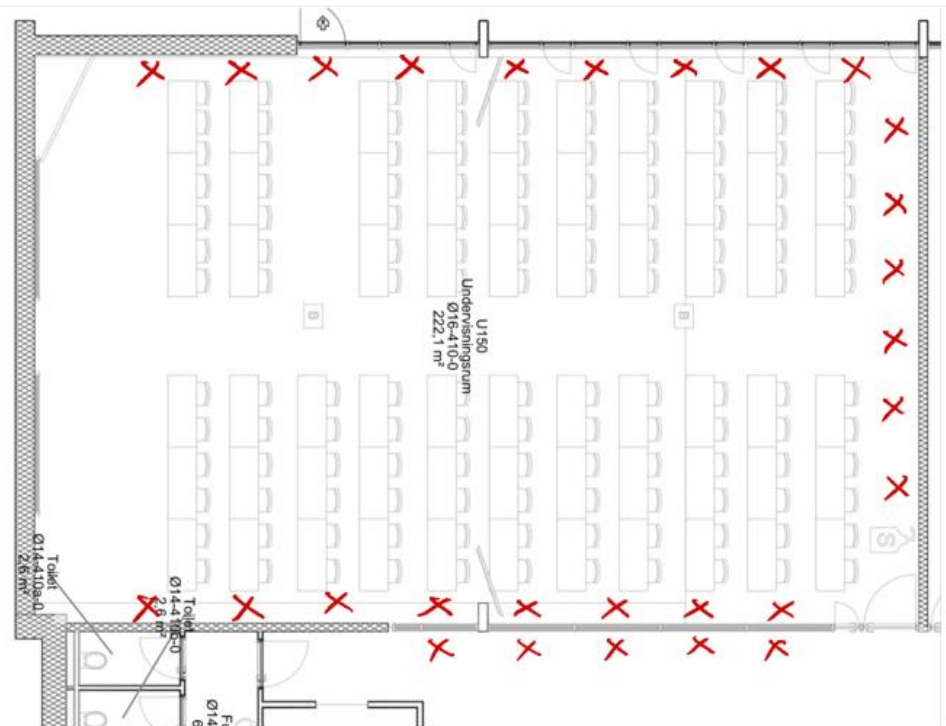 U150
Undervisningsrum
Ø16-410-0
222,1 m²
B
B
S
Toilet
Ø14-410a-0
2,6 m²
Toilet
2,6 m²
Ø14